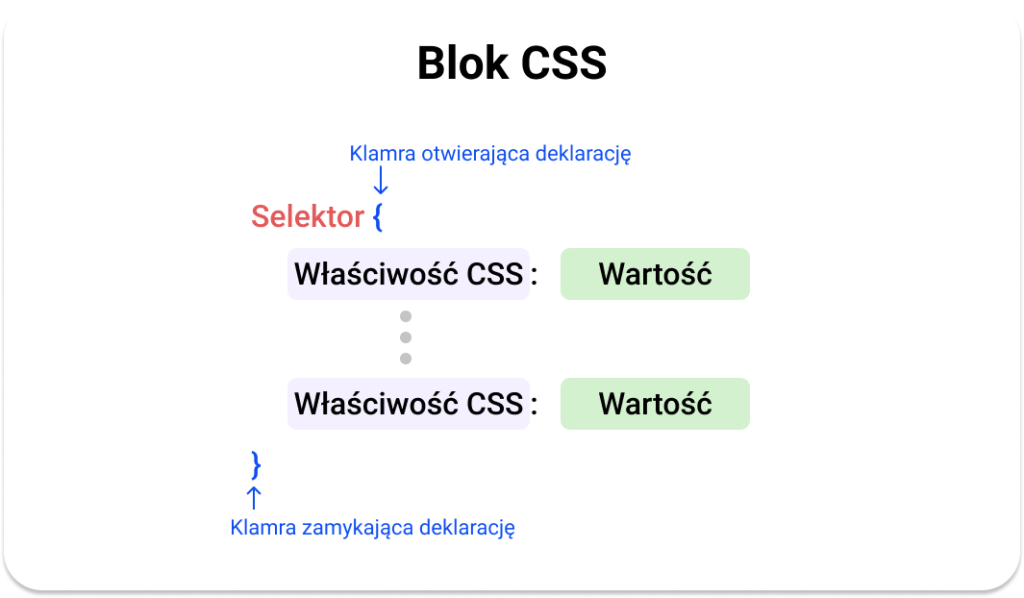 Blok CSS
Klamra otwierająca deklarację
Selektor {
Właściwość CSS: Wartość
Właściwość CSS: Wartość
}
Klamra zamykająca deklarację